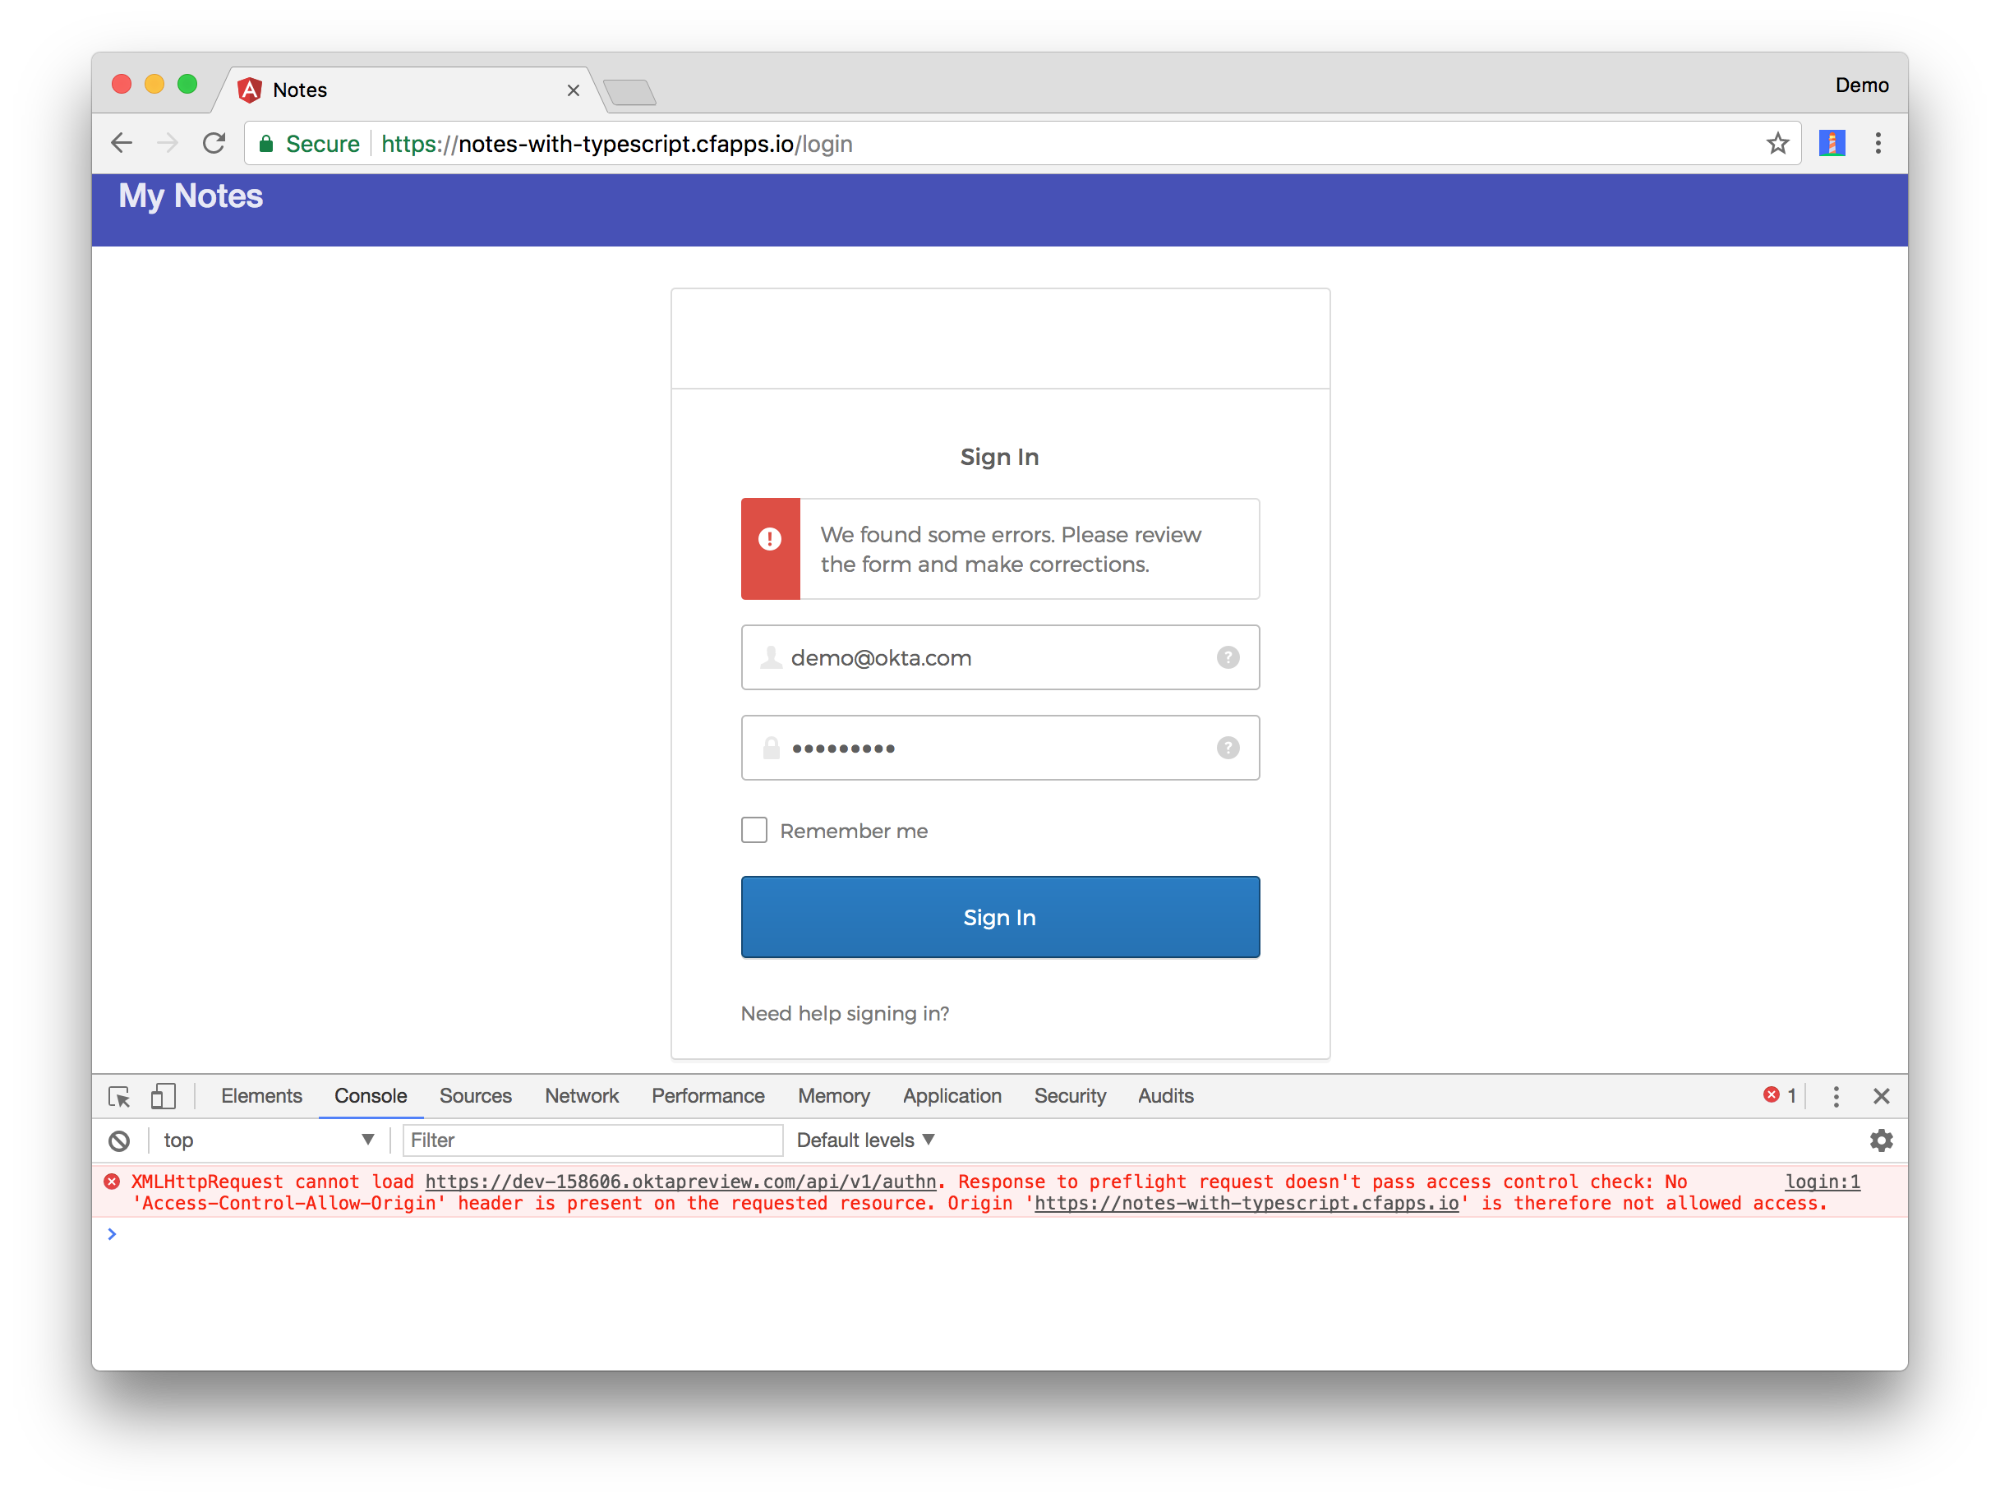 Notes
Demo
Secure https://notes-with-typescript.cfapps.io/login
My Notes
Sign In
We found some errors. Please review
the form and make corrections.
demo@okta.com
Remember me
Sign In
Need help signing in?
Elements Console Sources Network Performance Memory Application Security Audits 1
top Filter Default levels
XMLHttpRequest cannot load https://dev-158606.oktapreview.com/api/v1/authn. Response to preflight request doesn't pass access control check: No login:1
'Access-Control-Allow-Origin' header is present on the requested resource. Origin 'https://notes-with-typescript.cfapps.io' is therefore not allowed access.